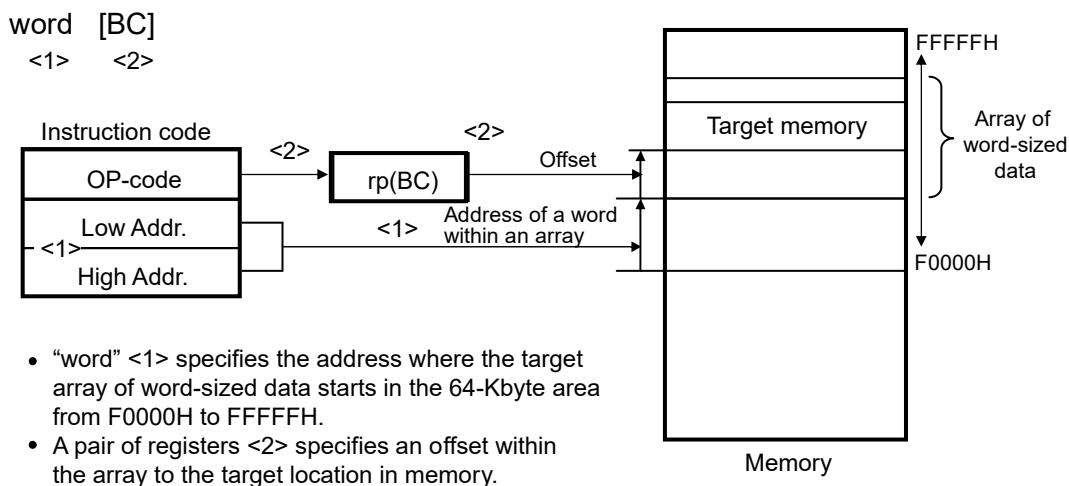 word [BC]
<1> <2>
Instruction code
OP-code
Low Addr.
<1>
High Addr.
<2>
rp(BC)
<2>
Offset
<1>
Address of a word
within an array
Target memory
FFFFFH
Array of
word-sized
data
F0000H
Memory
• “word” <1> specifies the address where the target
array of word-sized data starts in the 64-Kbyte area
from F0000H to FFFFFH.
• A pair of registers <2> specifies an offset within
the array to the target location in memory.